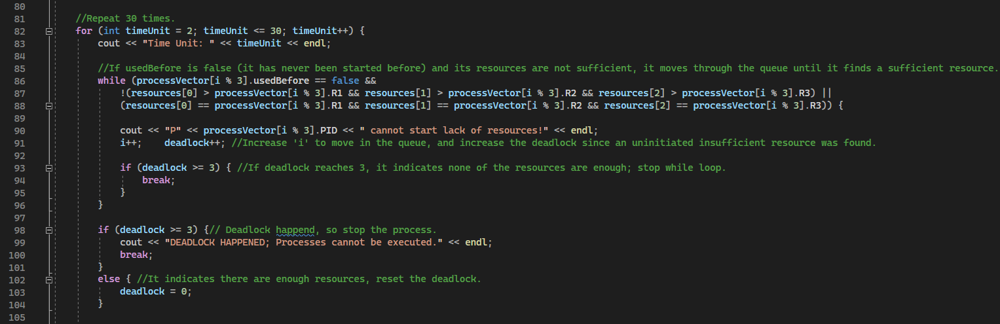 80
81 //Repeat 30 times.
82 for (int timeUnit = 2; timeUnit <= 30; timeUnit++) {
83 cout << "Time Unit: " << timeUnit << endl;
84
85 //If usedBefore is false (it has never been started before) and its resources are not sufficient, it moves through the queue until it finds a sufficient resource.
86 while (processVector[i % 3].usedBefore == false &&
87 !(resources[0] > processVector[i % 3].R1 && resources[1] > processVector[i % 3].R2 && resources[2] > processVector[i % 3].R3) ||
88 (resources[0] == processVector[i % 3].R1 && resources[1] == processVector[i % 3].R2 && resources[2] == processVector[i % 3].R3)) {
89
90 cout << "P" << processVector[i % 3].PID << " cannot start lack of resources!" << endl;
91 i++; deadlock++; //Increase 'i' to move in the queue, and increase the deadlock since an uninitiated insufficient resource was found.
92
93 if (deadlock >= 3) { //If deadlock reaches 3, it indicates none of the resources are enough; stop while loop.
94 break;
95 }
96 }
97
98 if (deadlock >= 3) {// Deadlock happend, so stop the process.
99 cout << "DEADLOCK HAPPENED; Processes cannot be executed." << endl;
100 break;
101 }
102 else { //It indicates there are enough resources, reset the deadlock.
103 deadlock = 0;
104 }
105